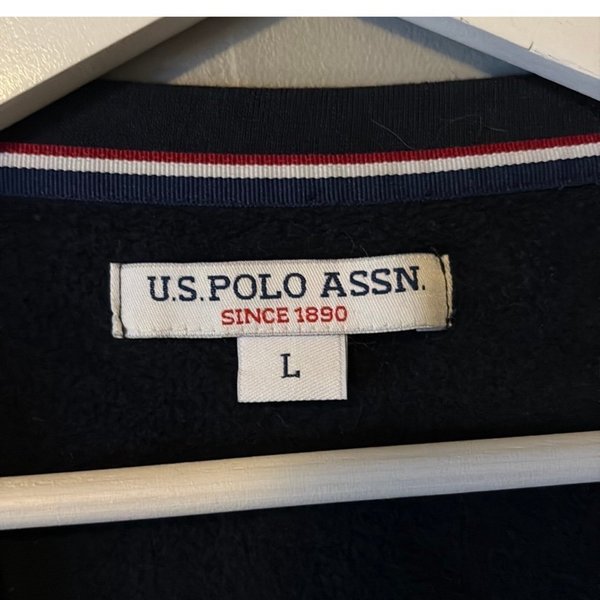 U.S. POLO ASSN.
SINCE 1890
L